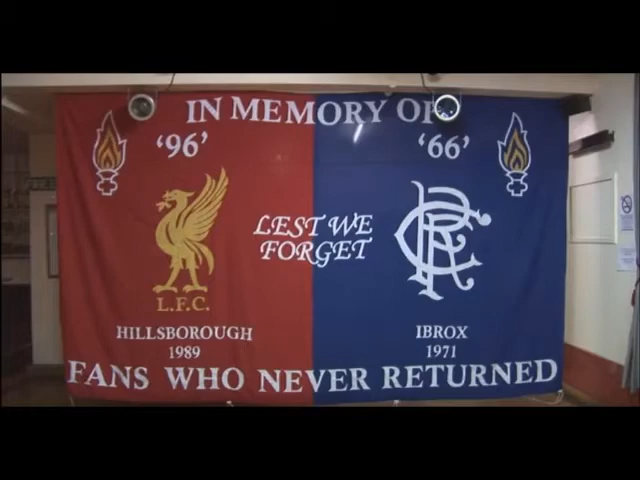 IN MEMORY OF
'96' '66'
LEST WE
FORGET
L.F.C.
HILLSBOROUGH IBROX
1989 1971
FANS WHO NEVER RETURNED